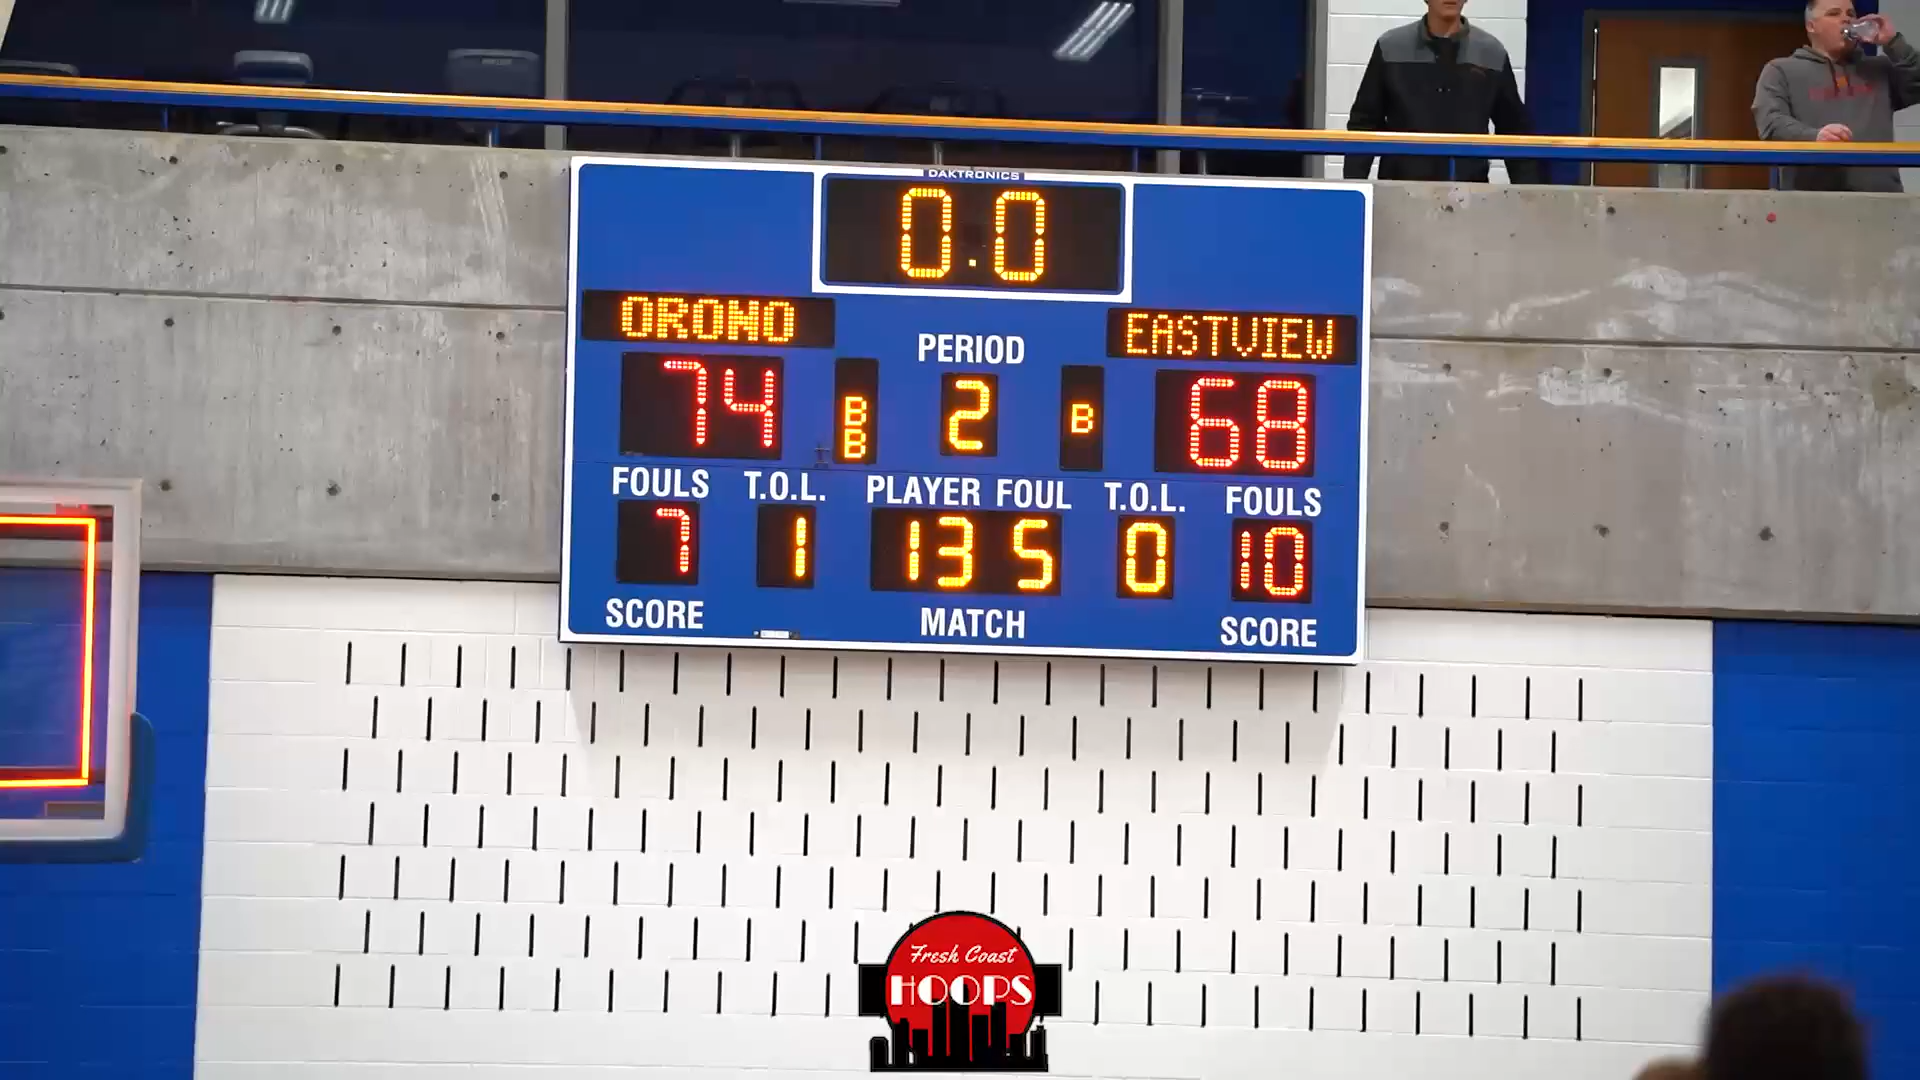 DAKTRONICS
0.0
ORONO
EASTVIEW
PERIOD
74
B
B
2
B
68
FOULS T.O.L. PLAYER FOUL T.O.L. FOULS
7 1 13 5 0 10
SCORE MATCH SCORE
Fresh Coast
HOOPS